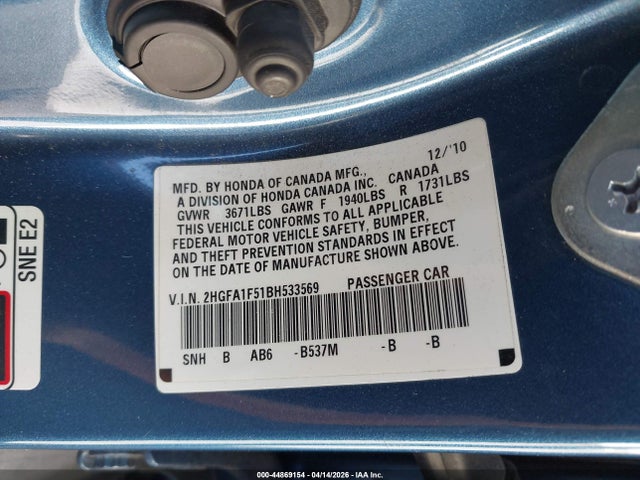 12/'10
MFD. BY HONDA OF CANADA MFG.,
A DIVISION OF HONDA CANADA INC. CANADA
GVWR 3671LBS GAWR F 1940LBS R 1731LBS
THIS VEHICLE CONFORMS TO ALL APPLICABLE
FEDERAL MOTOR VEHICLE SAFETY, BUMPER,
AND THEFT PREVENTION STANDARDS IN EFFECT
ON THE DATE OF MANUFACTURE SHOWN ABOVE.
V.I.N. 2HGFA1F51BH533569 PASSENGER CAR
SNH B AB6 -B537M -B -B
SNE E2
000-44869154 | 04/14/2026 | IAA Inc.